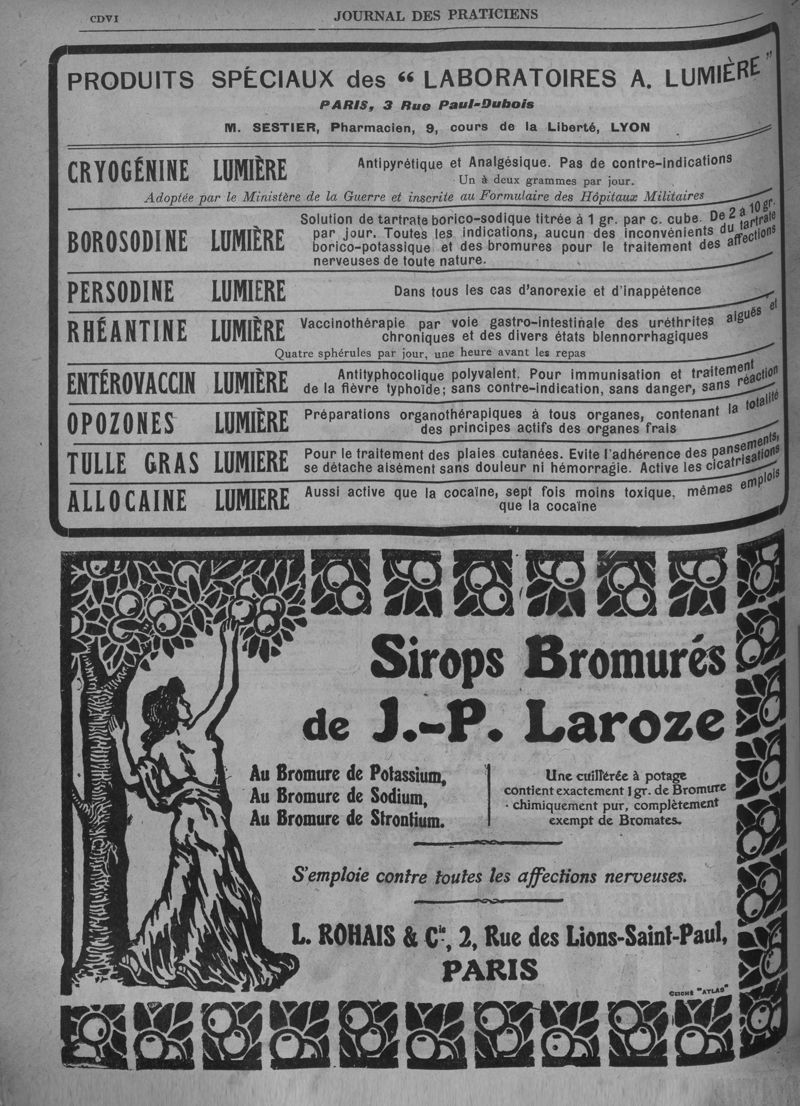 CDVI
JOURNAL DES PRATICIENS
PRODUITS SPÉCIAUX des “ LABORATOIRES A. LUMIÈRE ”
PARIS, 3 Rue Paul-Dubois
M. SESTIER, Pharmacien, 9, cours de la Liberté, LYON
CRYOGÉNINE LUMIÈRE
Antipyrétique et Analgésique. Pas de contre-indications
Un à deux grammes par jour.
Adoptée par le Ministère de la Guerre et inscrite au Formulaire des Hôpitaux Militaires
BOROSODINE LUMIÈRE
Solution de tartrate borico-sodique titrée à 1 gr. par c. cube. De 2 à 10 gr.
par jour. Toutes les indications, aucun des inconvénients du tartrate
borico-potassique et des bromures pour le traitement des affections
nerveuses de toute nature.
PERSODINE LUMIERE
Dans tous les cas d'anorexie et d'inappétence
RHÉANTINE LUMIÈRE
Vaccinothérapie par voie gastro-intestinale des uréthrites aiguës et
chroniques et des divers états blennorrhagiques
Quatre sphérules par jour, une heure avant les repas
ENTÉROVACCIN LUMIÈRE
Antityphocolique polyvalent. Pour immunisation et traitement
de la fièvre typhoïde; sans contre-indication, sans danger, sans réaction
OPOZONES LUMIÈRE
Préparations organothérapiques à tous organes, contenant la totalité
des principes actifs des organes frais
TULLE GRAS LUMIERE
Pour le traitement des plaies cutanées. Evite l'adhérence des pansements,
se détache aisément sans douleur ni hémorragie. Active les cicatrisations
ALLOCAINE LUMIERE
Aussi active que la cocaïne, sept fois moins toxique, mêmes emplois
que la cocaïne
Sirops Bromurés
de J.-P. Laroze
Au Bromure de Potassium,
Au Bromure de Sodium,
Au Bromure de Strontium.
Une cuillérée à potage
contient exactement 1 gr. de Bromure
chimiquement pur, complètement
exempt de Bromates.
S'emploie contre toutes les affections nerveuses.
L. ROHAIS & Cie, 2, Rue des Lions-Saint-Paul,
PARIS
CLICHÉ "ATLAS"